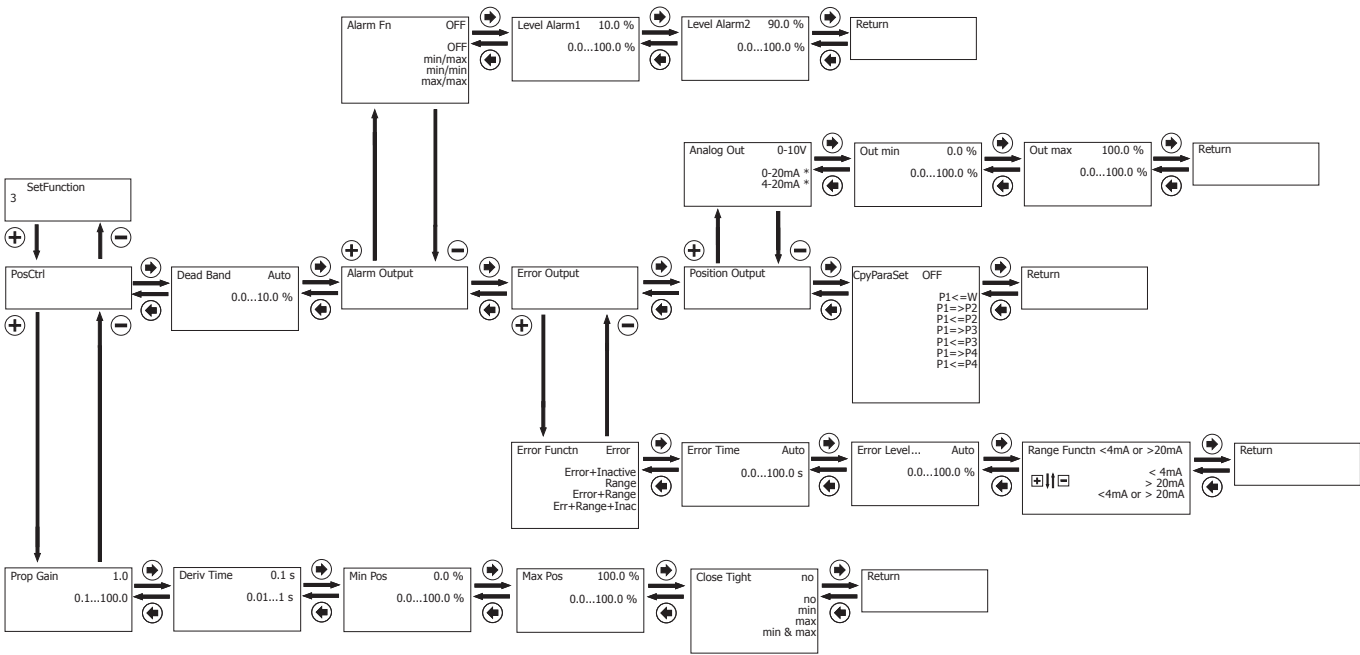 Alarm Fn OFF
OFF
min/max
min/min
max/max
Level Alarm1 10.0 %
0.0...100.0 %
Level Alarm2 90.0 %
0.0...100.0 %
Return
Analog Out 0-10V
0-20mA *
4-20mA *
Out min 0.0 %
0.0...100.0 %
Out max 100.0 %
0.0...100.0 %
Return
SetFunction
3
PosCtrl
Dead Band Auto
0.0...10.0 %
Alarm Output
Error Output
Position Output
CpyParaSet OFF
P1<=W
P1=>P2
P1<=P2
P1=>P3
P1<=P3
P1=>P4
P1<=P4
Return
Error Functn Error
Error+Inactive
Range
Error+Range
Err+Range+Inac
Error Time Auto
0.0...100.0 s
Error Level... Auto
0.0...100.0 %
Range Functn <4mA or >20mA
< 4mA
> 20mA
<4mA or > 20mA
Return
Prop Gain 1.0
0.1...100.0
Deriv Time 0.1 s
0.01...1 s
Min Pos 0.0 %
0.0...100.0 %
Max Pos 100.0 %
0.0...100.0 %
Close Tight no
no
min
max
min & max
Return